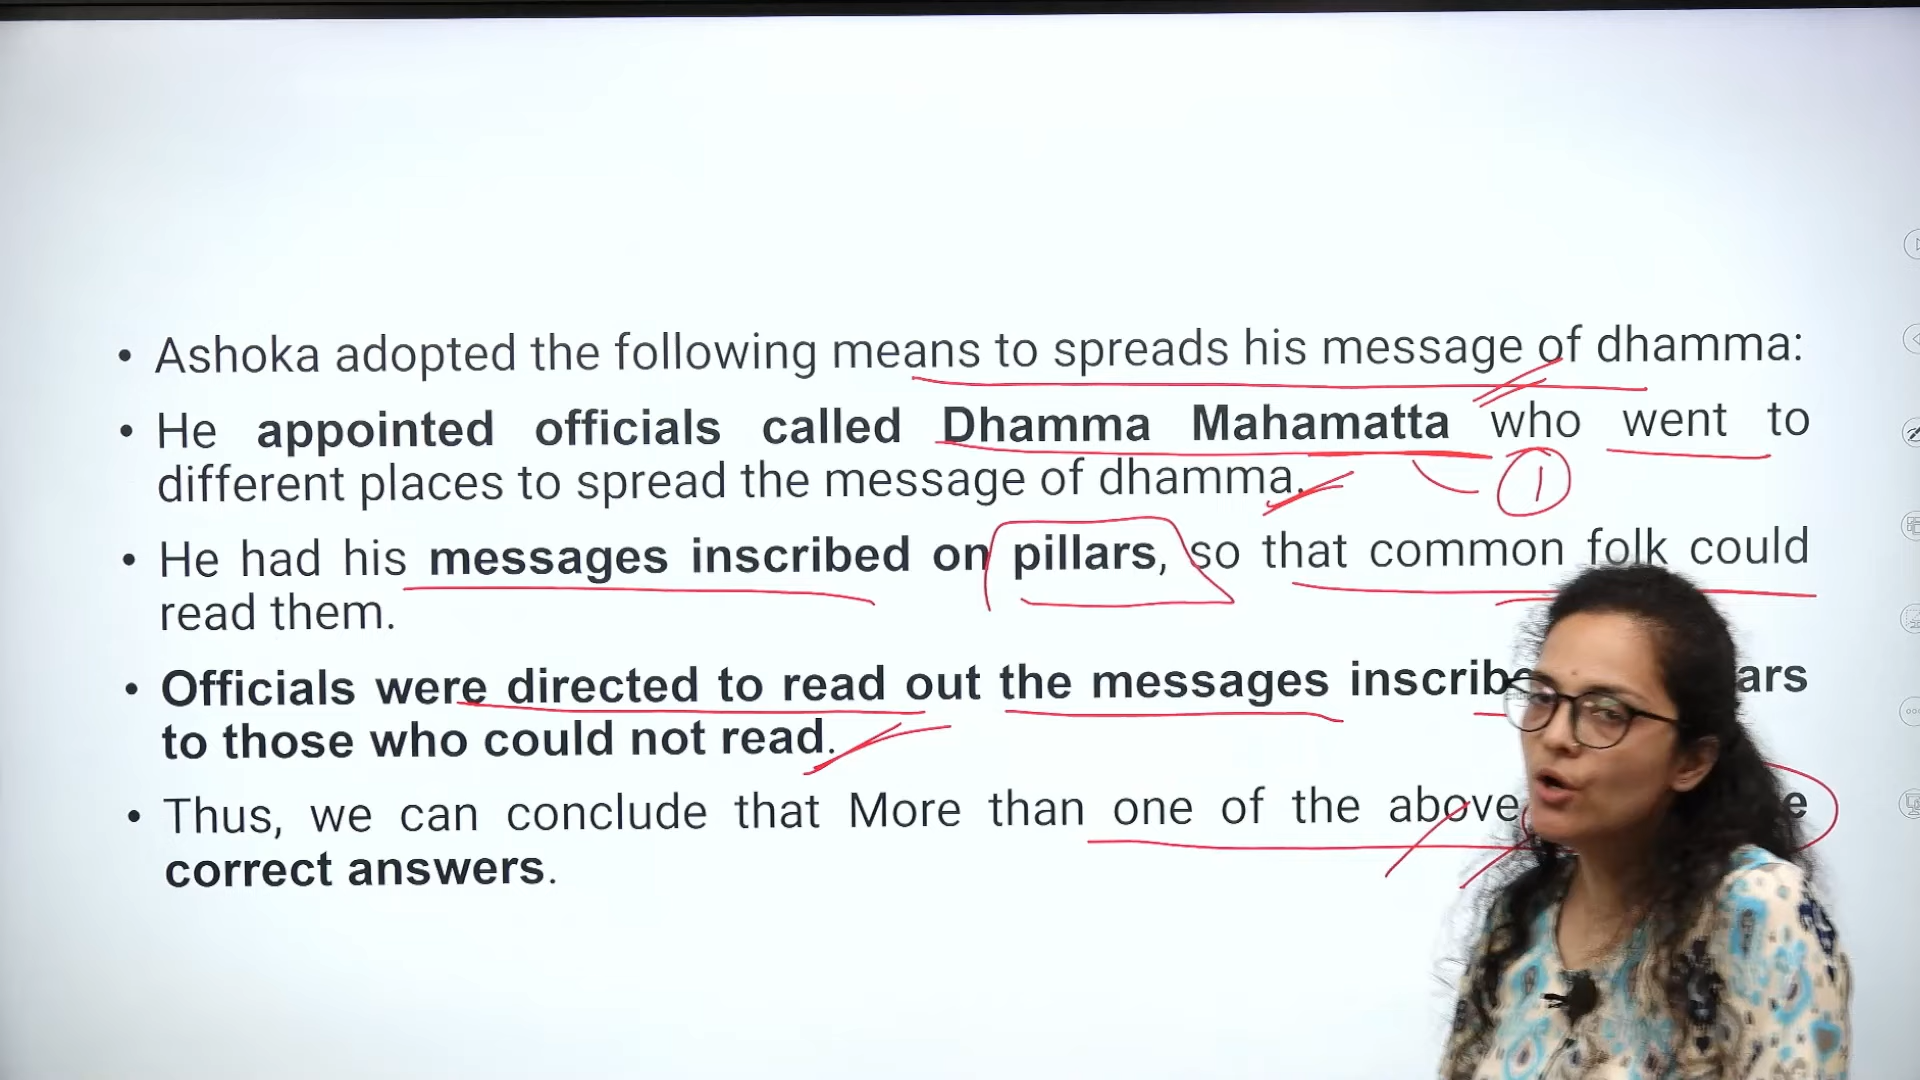 • Ashoka adopted the following means to spreads his message of dhamma:
• He appointed officials called Dhamma Mahamatta who went to
different places to spread the message of dhamma.
1
• He had his messages inscribed on pillars, so that common folk could
read them.
• Officials were directed to read out the messages
to those who could not read.
• Thus, we can conclude that More than one of the above
correct answers.